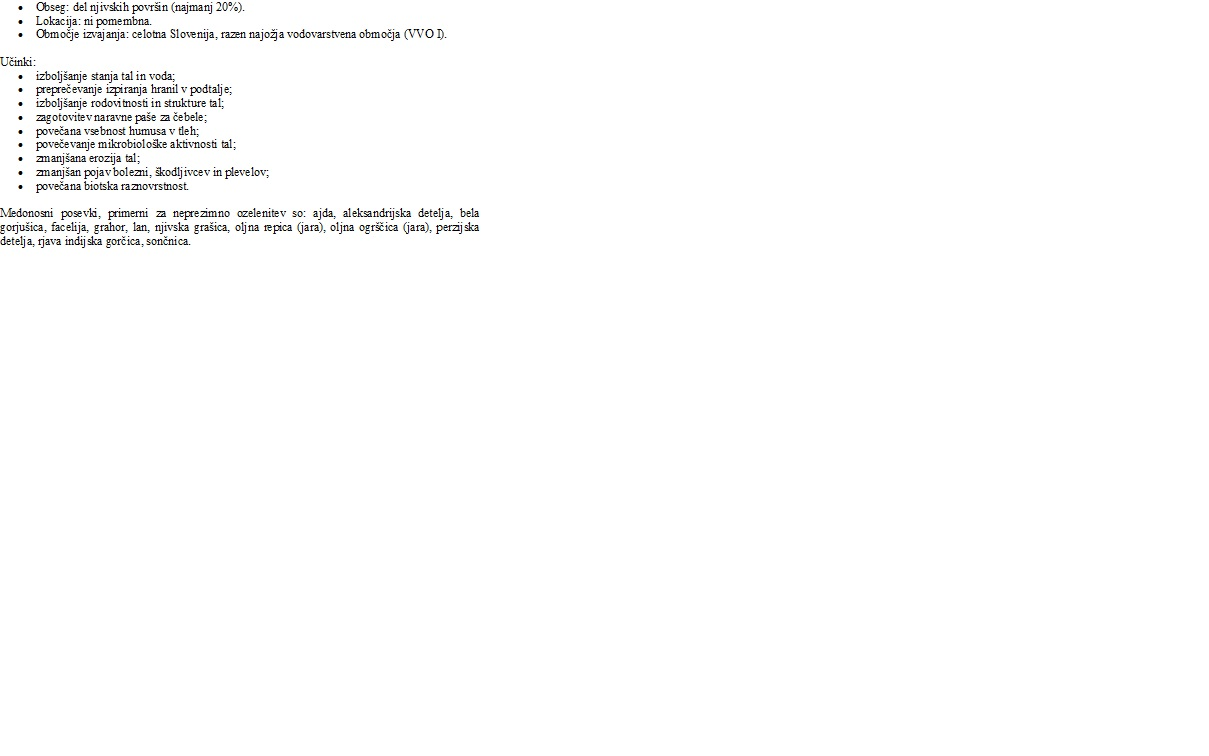 • Obseg: del njivskih površin (najmanj 20%).
• Lokacija: ni pomembna.
• Območje izvajanja: celotna Slovenija, razen najožja vodovarstvena območja (VVO I).
Učinki:
• izboljšanje stanja tal in voda;
• preprečevanje izpiranja hranil v podtalje;
• izboljšanje rodovitnosti in strukture tal;
• zagotovitev naravne paše za čebele;
• povečana vsebnost humusa v tleh;
• povečevanje mikrobiološke aktivnosti tal;
• zmanjšana erozija tal;
• zmanjšan pojav bolezni, škodljivcev in plevelov;
• povečana biotska raznovrstnost.
Medonosni posevki, primerni za neprezimno ozelenitev so: ajda, aleksandrijska detelja, bela
gorjušica, facelija, grahor, lan, njivska grašica, oljna repica (jara), oljna ogrščica (jara), perzijska
detelja, rjava indijska gorčica, sončnica.